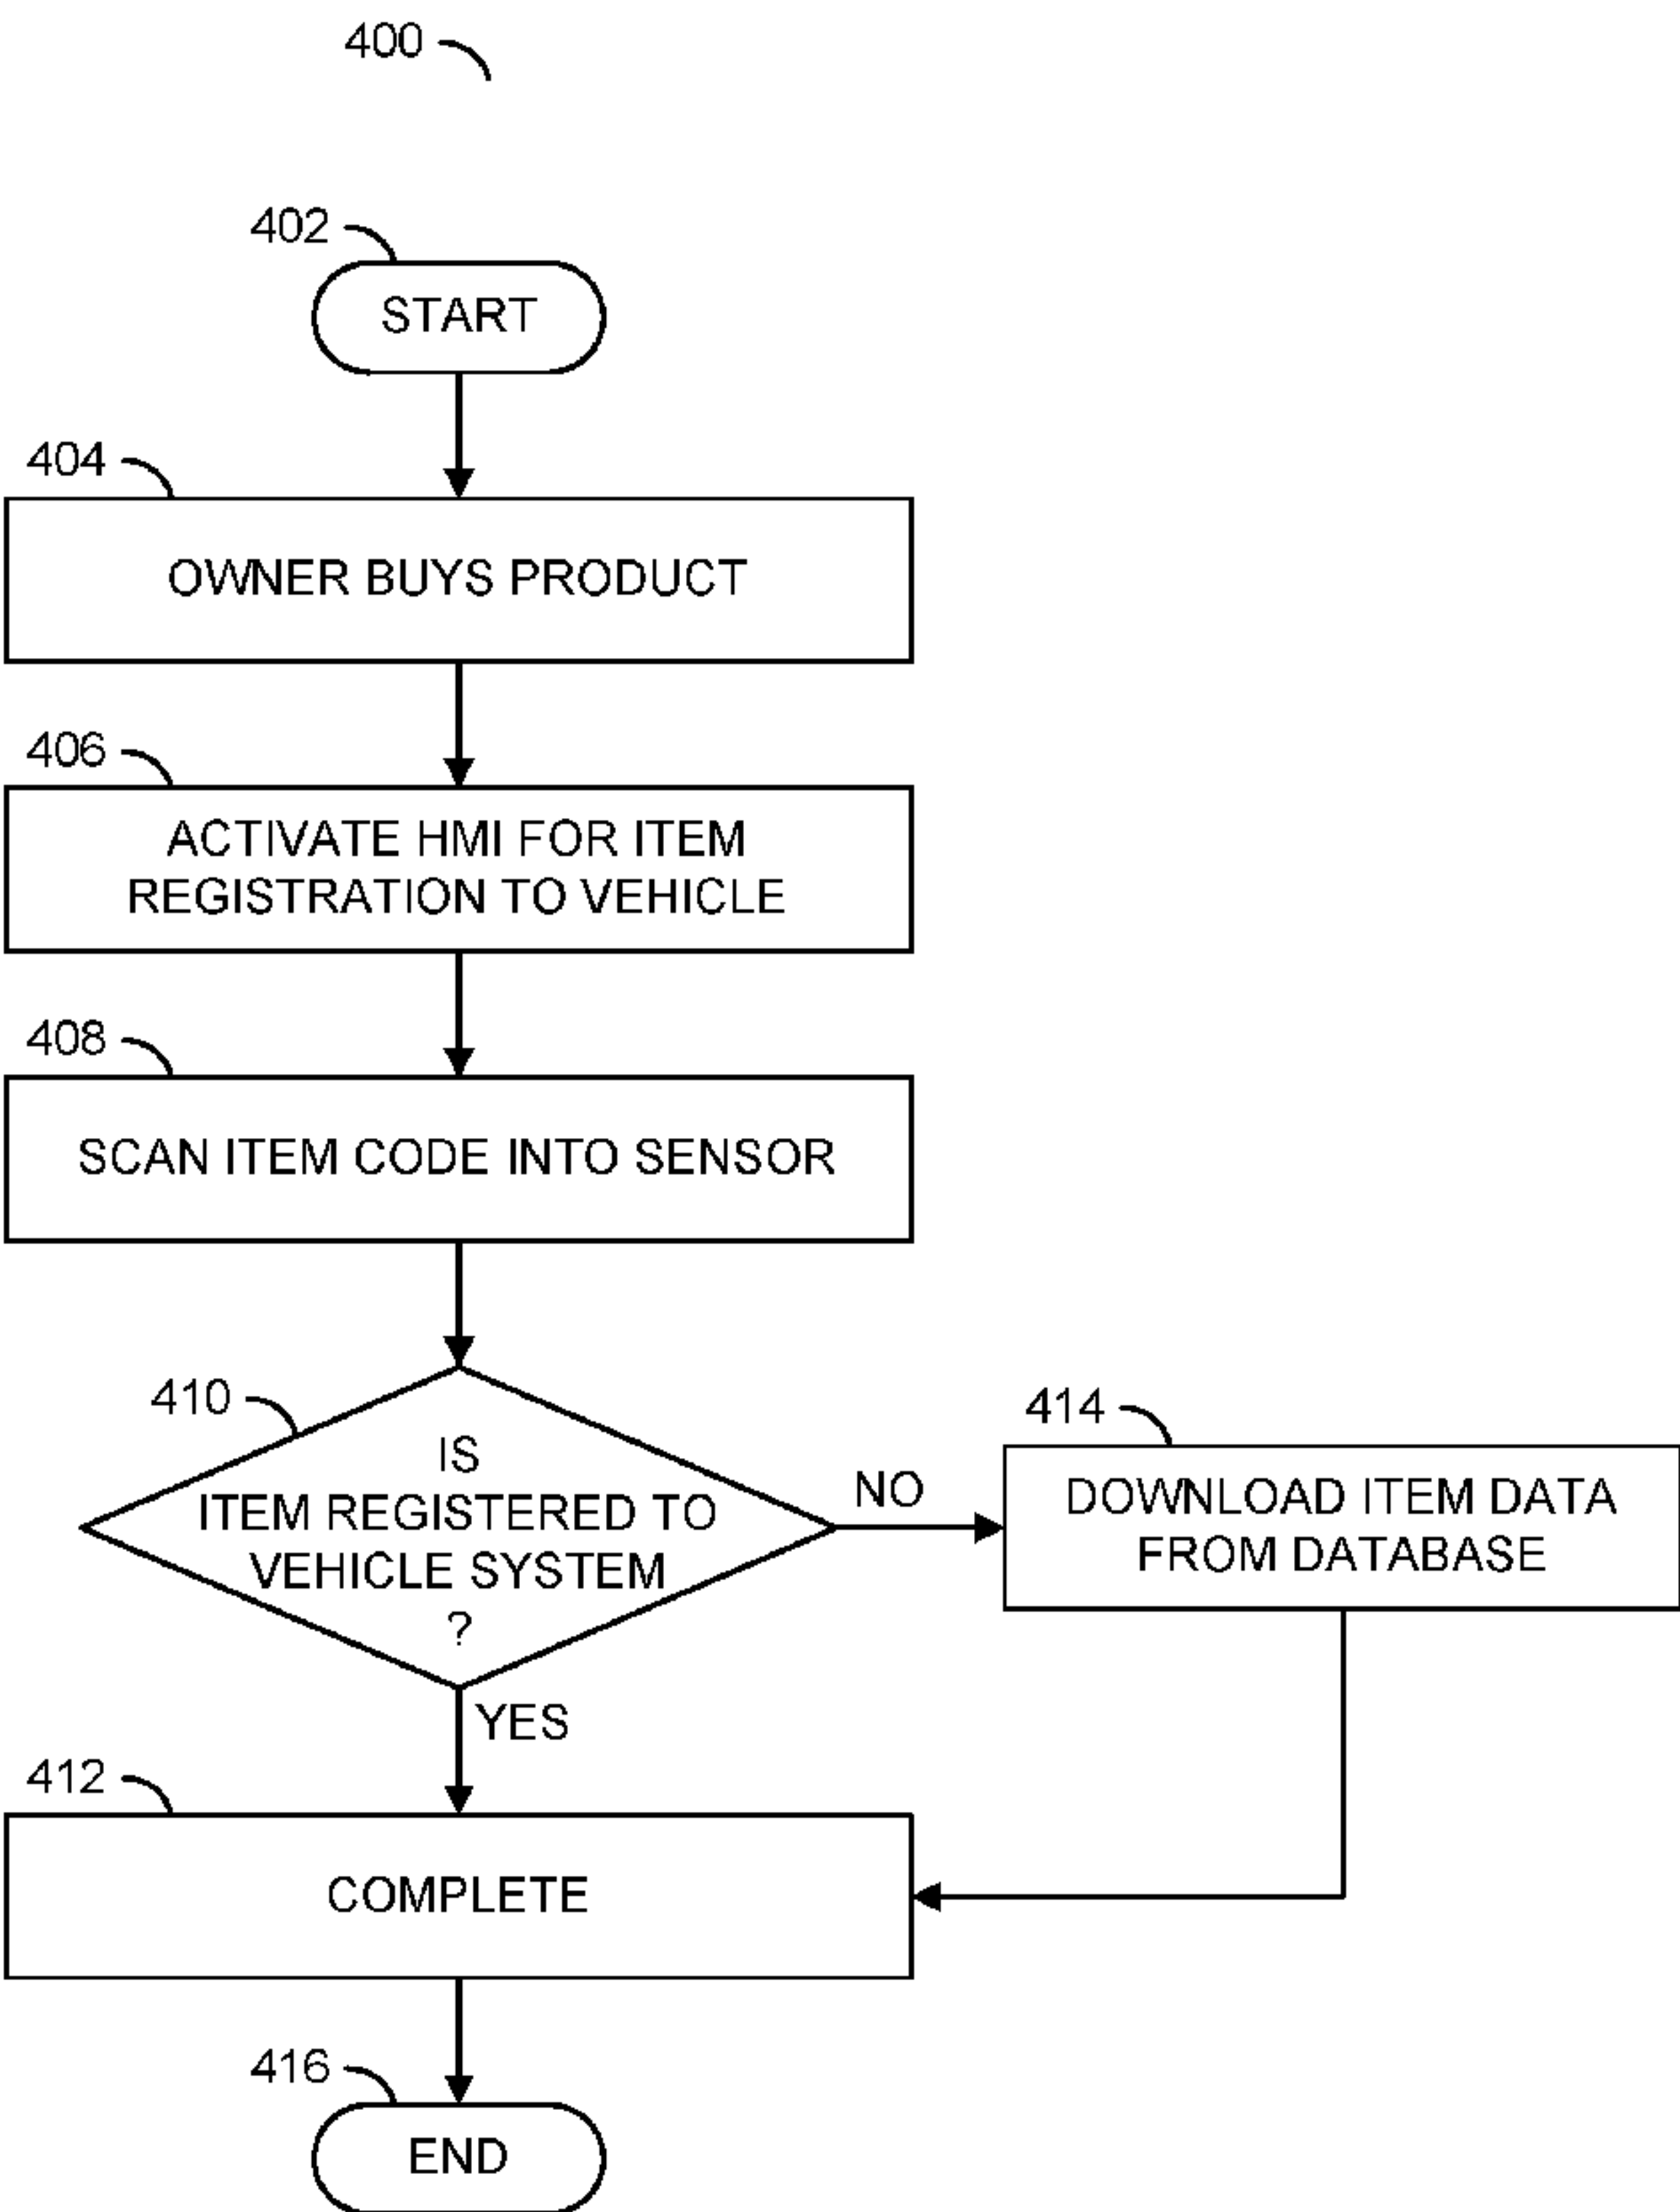 400
402
START
404
OWNER BUYS PRODUCT
406
ACTIVATE HMI FOR ITEM
REGISTRATION TO VEHICLE
408
SCAN ITEM CODE INTO SENSOR
410
IS
ITEM REGISTERED TO
VEHICLE SYSTEM
?
NO
414
DOWNLOAD ITEM DATA
FROM DATABASE
YES
412
COMPLETE
416
END